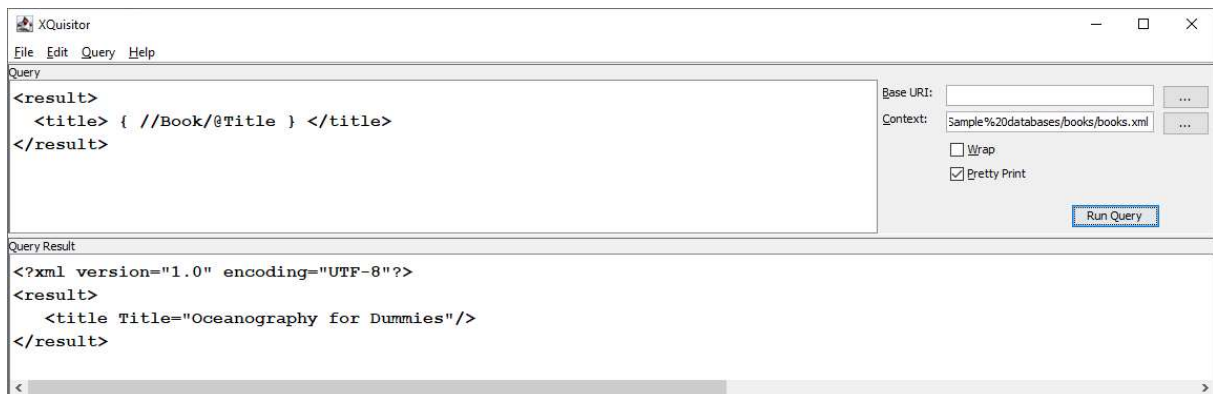 XQuisitor
File Edit Query Help
Query
<result>
  <title> { //Book/@Title } </title>
</result>
Base URI:
...
Context:
Sample%20databases/books/books.xml
...
Wrap
Pretty Print
Run Query
Query Result
<?xml version="1.0" encoding="UTF-8"?>
<result>
   <title Title="Oceanography for Dummies"/>
</result>